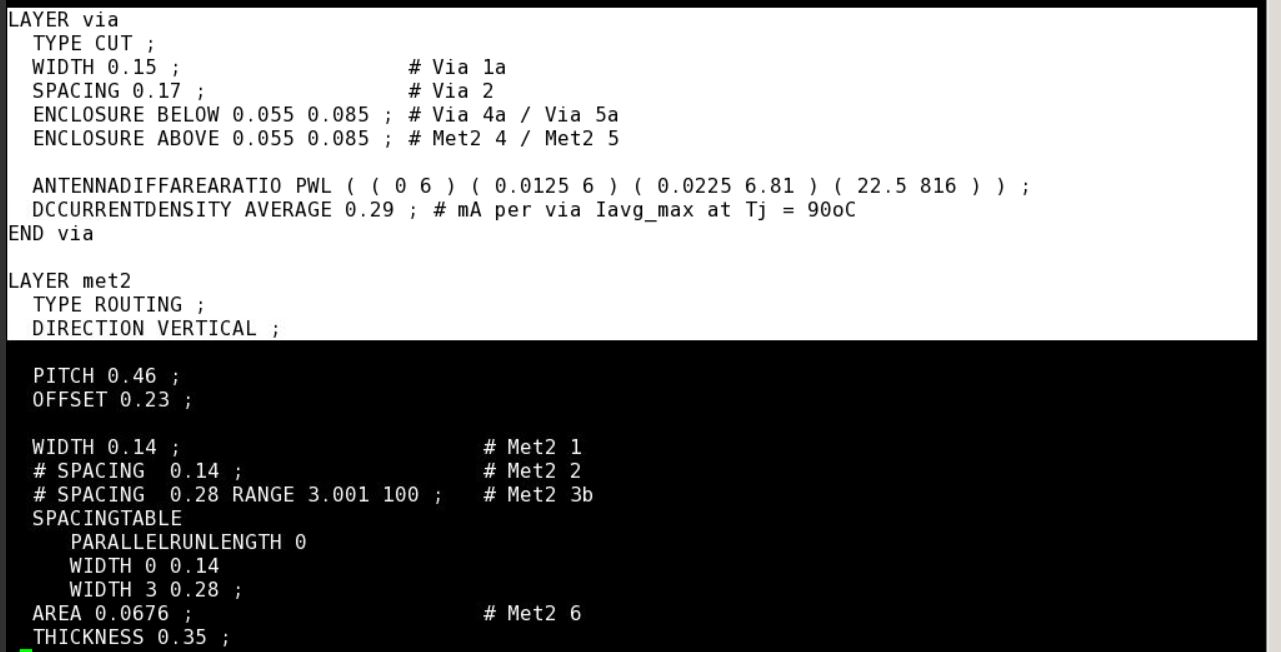 LAYER via
  TYPE CUT ;
  WIDTH 0.15 ;                  # Via 1a
  SPACING 0.17 ;                # Via 2
  ENCLOSURE BELOW 0.055 0.085 ; # Via 4a / Via 5a
  ENCLOSURE ABOVE 0.055 0.085 ; # Met2 4 / Met2 5
  ANTENNADIFFAREARATIO PWL ( ( 0 6 ) ( 0.0125 6 ) ( 0.0225 6.81 ) ( 22.5 816 ) ) ;
  DCCURRENTDENSITY AVERAGE 0.29 ; # mA per via Iavg_max at Tj = 90oC
END via
LAYER met2
  TYPE ROUTING ;
  DIRECTION VERTICAL ;
  PITCH 0.46 ;
  OFFSET 0.23 ;
  WIDTH 0.14 ;                        # Met2 1
  # SPACING  0.14 ;                   # Met2 2
  # SPACING  0.28 RANGE 3.001 100 ;   # Met2 3b
  SPACINGTABLE
     PARALLELRUNLENGTH 0
     WIDTH 0 0.14
     WIDTH 3 0.28 ;
  AREA 0.0676 ;                       # Met2 6
  THICKNESS 0.35 ;